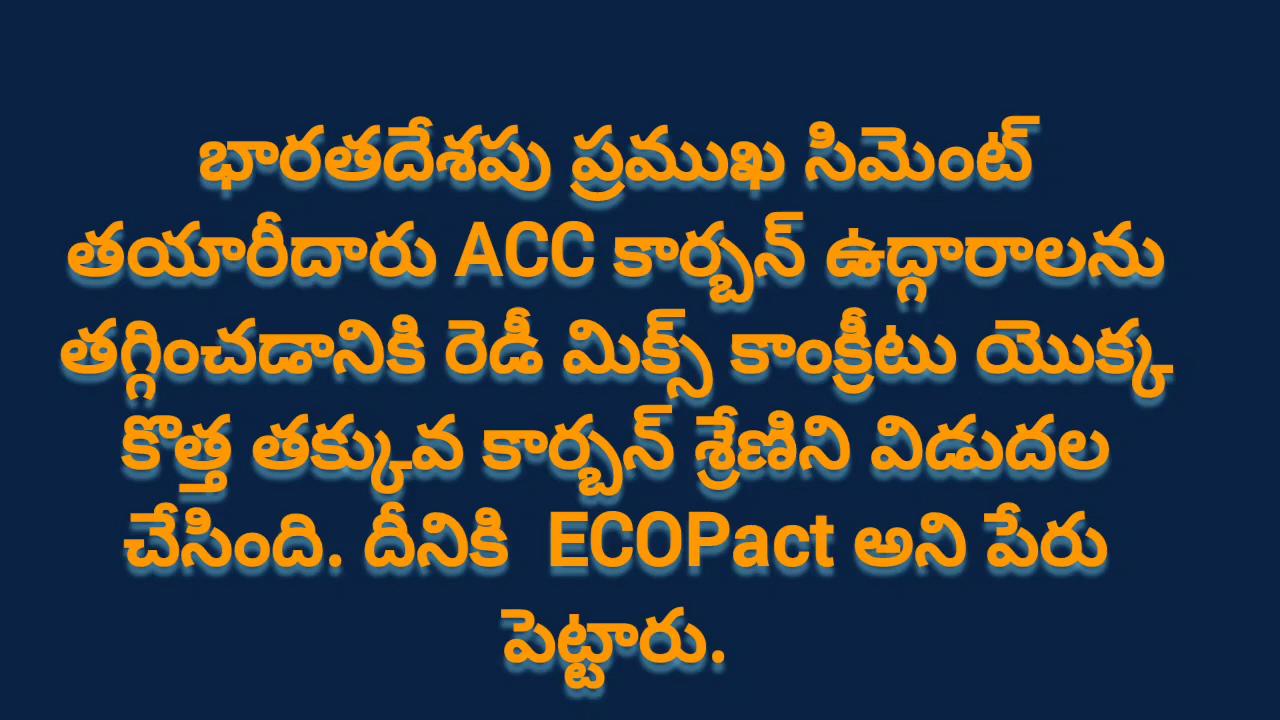 భారతదేశపు ప్రముఖ సిమెంట్
తయారీదారు ACC కార్బన్ ఉద్గారాలను
తగ్గించడానికి రెడీ మిక్స్ కాంక్రీటు యొక్క
కొత్త తక్కువ కార్బన్ శ్రేణిని విడుదల
చేసింది. దీనికి  ECOPact అని పేరు
పెట్టారు.